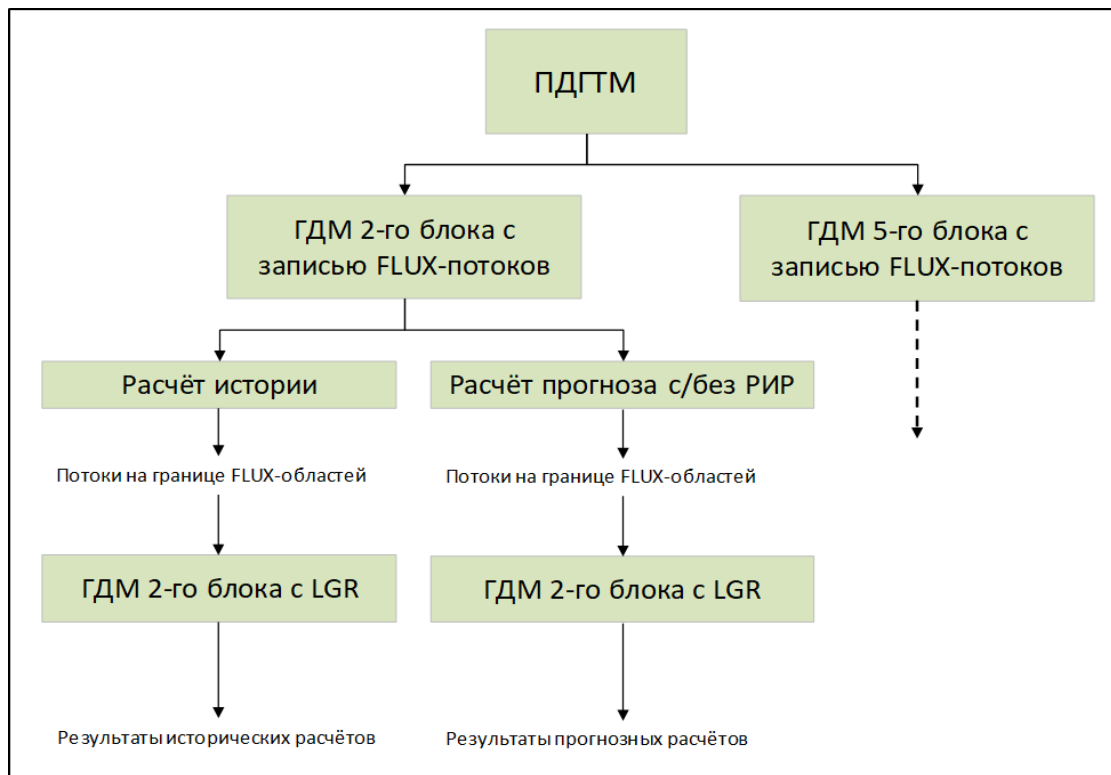 ПДГТМ
ГДМ 2-го блока с
записью FLUX-потоков
ГДМ 5-го блока с
записью FLUX-потоков
Расчёт истории
Расчёт прогноза с/без РИР
Потоки на границе FLUX-областей
Потоки на границе FLUX-областей
ГДМ 2-го блока с LGR
ГДМ 2-го блока с LGR
Результаты исторических расчётов
Результаты прогнозных расчётов